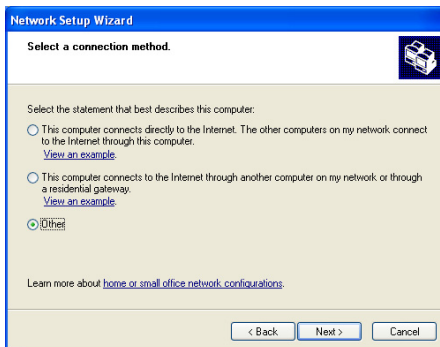 Network Setup Wizard
Select a connection method.
Select the statement that best describes this computer:
This computer connects directly to the Internet. The other computers on my network connect
to the Internet through this computer.
View an example.
This computer connects to the Internet through another computer on my network or through
a residential gateway.
View an example.
Other
Learn more about home or small office network configurations.
< Back Next > Cancel